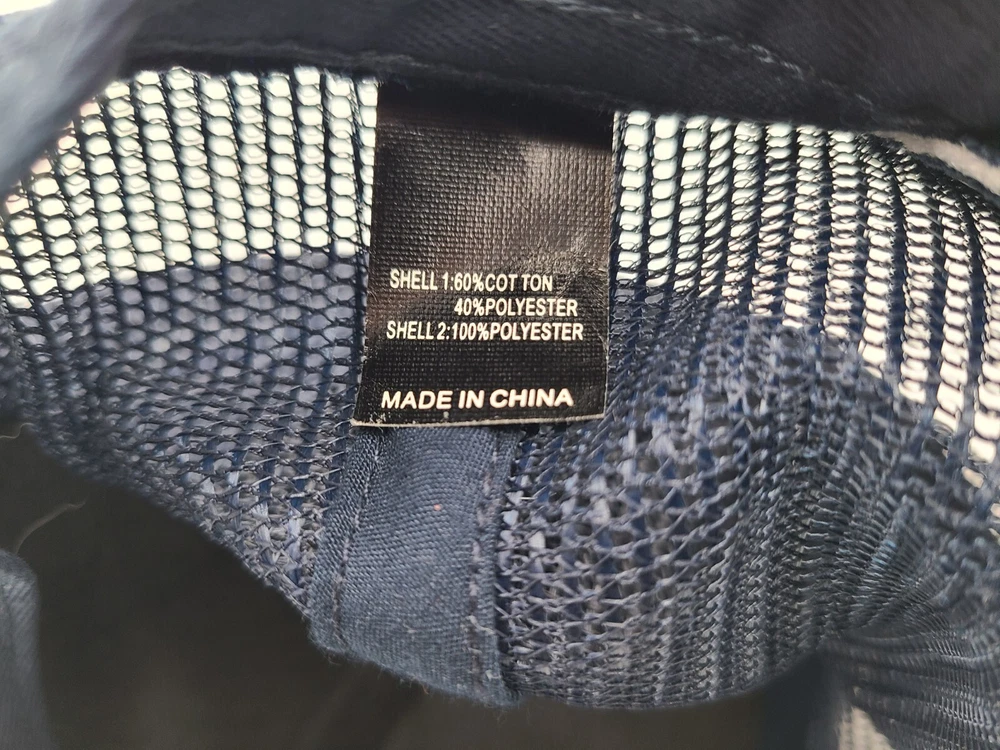 SHELL 1:60%COT TON
40%POLYESTER
SHELL 2:100%POLYESTER
MADE IN CHINA